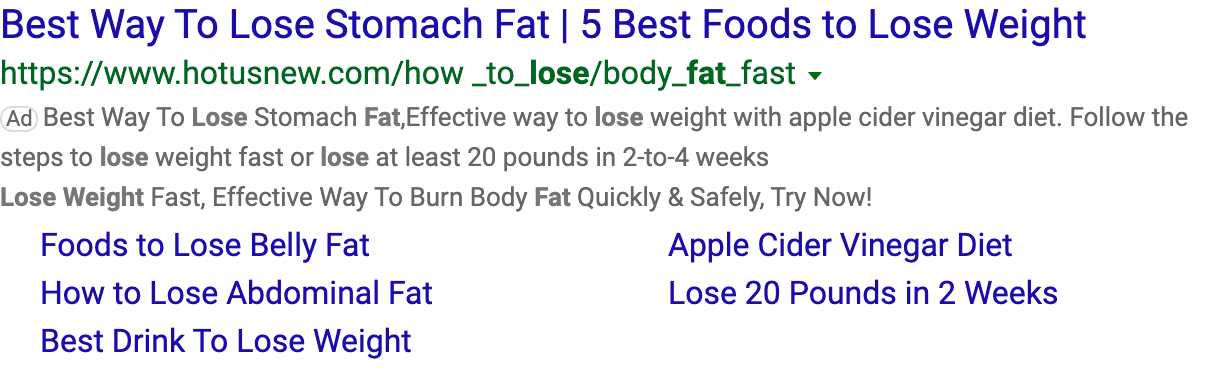 Best Way To Lose Stomach Fat | 5 Best Foods to Lose Weight
https://www.hotusnew.com/how _to_lose/body_fat_fast
Ad Best Way To Lose Stomach Fat,Effective way to lose weight with apple cider vinegar diet. Follow the
steps to lose weight fast or lose at least 20 pounds in 2-to-4 weeks
Lose Weight Fast, Effective Way To Burn Body Fat Quickly & Safely, Try Now!
Foods to Lose Belly Fat Apple Cider Vinegar Diet
How to Lose Abdominal Fat Lose 20 Pounds in 2 Weeks
Best Drink To Lose Weight